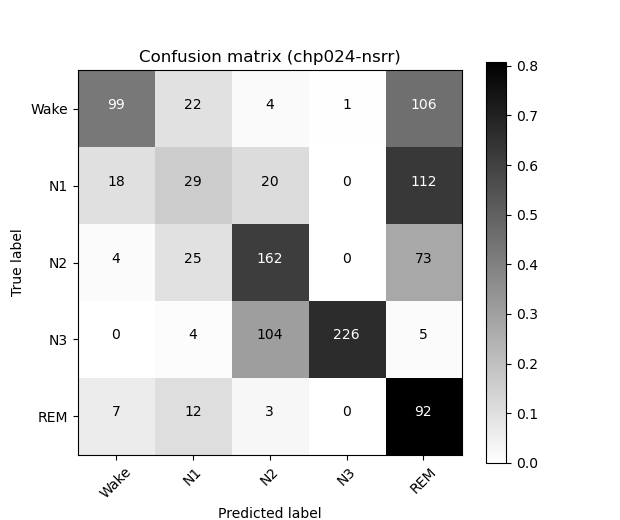 Confusion matrix (chp024-nsrr)
Wake 99 22 4 1 106
N1 18 29 20 0 112
N2 4 25 162 0 73
N3 0 4 104 226 5
REM 7 12 3 0 92
Wake N1 N2 N3 REM
True label
Predicted label
0.8
0.7
0.6
0.5
0.4
0.3
0.2
0.1
0.0